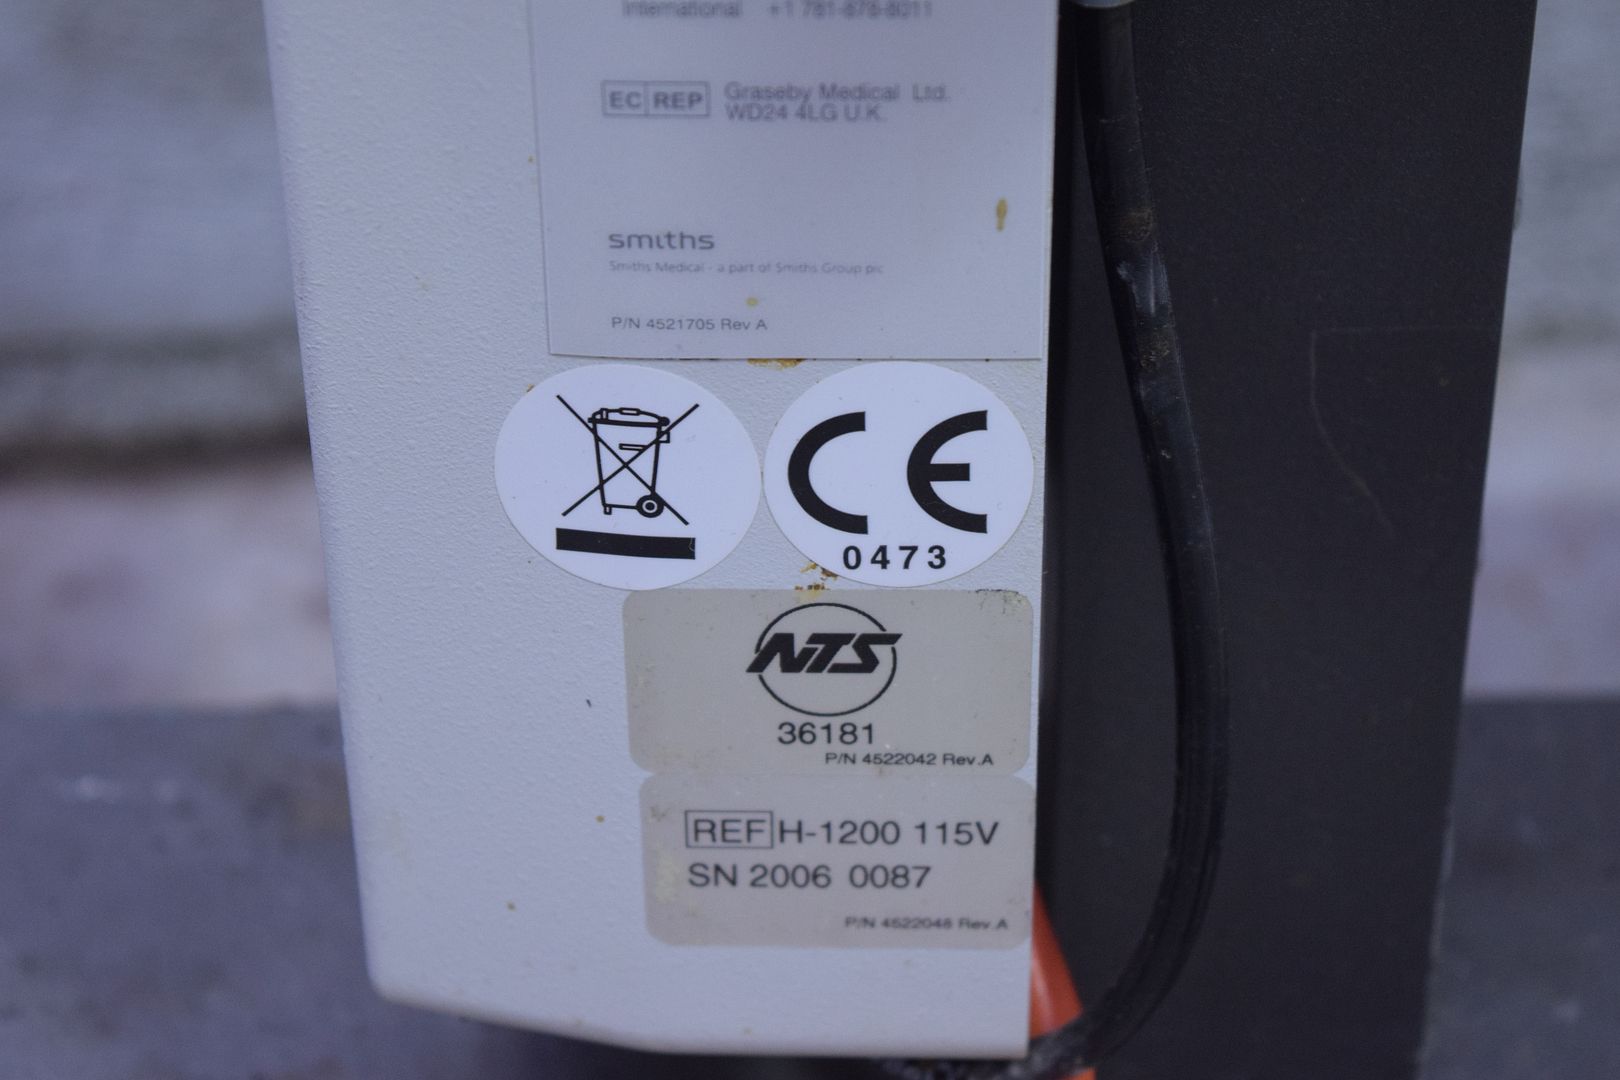 International +1 781-878-8011
EC REP Graseby Medical Ltd.
WD24 4LG U.K.
smiths
Smiths Medical - a part of Smiths Group plc
P/N 4521705 Rev A
CE
0473
NTS
36181
P/N 4522042 Rev.A
REF H-1200 115V
SN 2006 0087
P/N 4522048 Rev.A